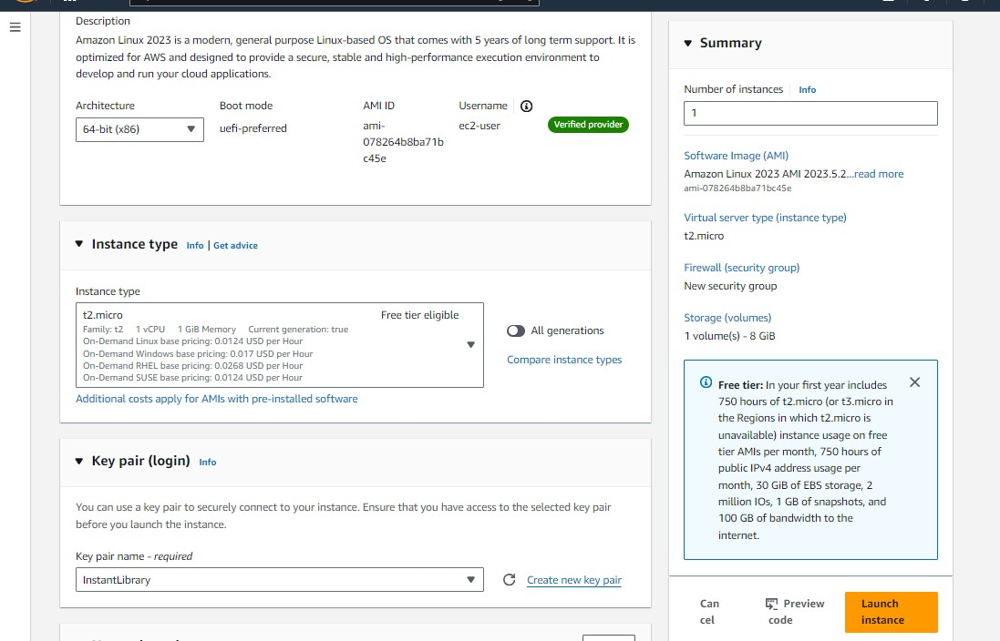 Description
Amazon Linux 2023 is a modern, general purpose Linux-based OS that comes with 5 years of long term support. It is
optimized for AWS and designed to provide a secure, stable and high-performance execution environment to
develop and run your cloud applications.
Architecture
64-bit (x86)
Boot mode
uefi-preferred
AMI ID
ami-
078264b8ba71b
c45e
Username
ec2-user
Verified provider
Instance type Info | Get advice
Instance type
t2.micro Free tier eligible
Family: t2 1 vCPU 1 GiB Memory Current generation: true
On-Demand Linux base pricing: 0.0124 USD per Hour
On-Demand Windows base pricing: 0.017 USD per Hour
On-Demand RHEL base pricing: 0.0268 USD per Hour
On-Demand SUSE base pricing: 0.0124 USD per Hour
All generations
Compare instance types
Additional costs apply for AMIs with pre-installed software
Key pair (login) Info
You can use a key pair to securely connect to your instance. Ensure that you have access to the selected key pair
before you launch the instance.
Key pair name - required
InstantLibrary
Create new key pair
Summary
Number of instances Info
1
Software Image (AMI)
Amazon Linux 2023 AMI 2023.5.2...read more
ami-078264b8ba71bc45e
Virtual server type (instance type)
t2.micro
Firewall (security group)
New security group
Storage (volumes)
1 volume(s) - 8 GiB
Free tier: In your first year includes
750 hours of t2.micro (or t3.micro in
the Regions in which t2.micro is
unavailable) instance usage on free
tier AMIs per month, 750 hours of
public IPv4 address usage per
month, 30 GiB of EBS storage, 2
million IOs, 1 GB of snapshots, and
100 GB of bandwidth to the
internet.
Can
cel
Preview
code
Launch
instance